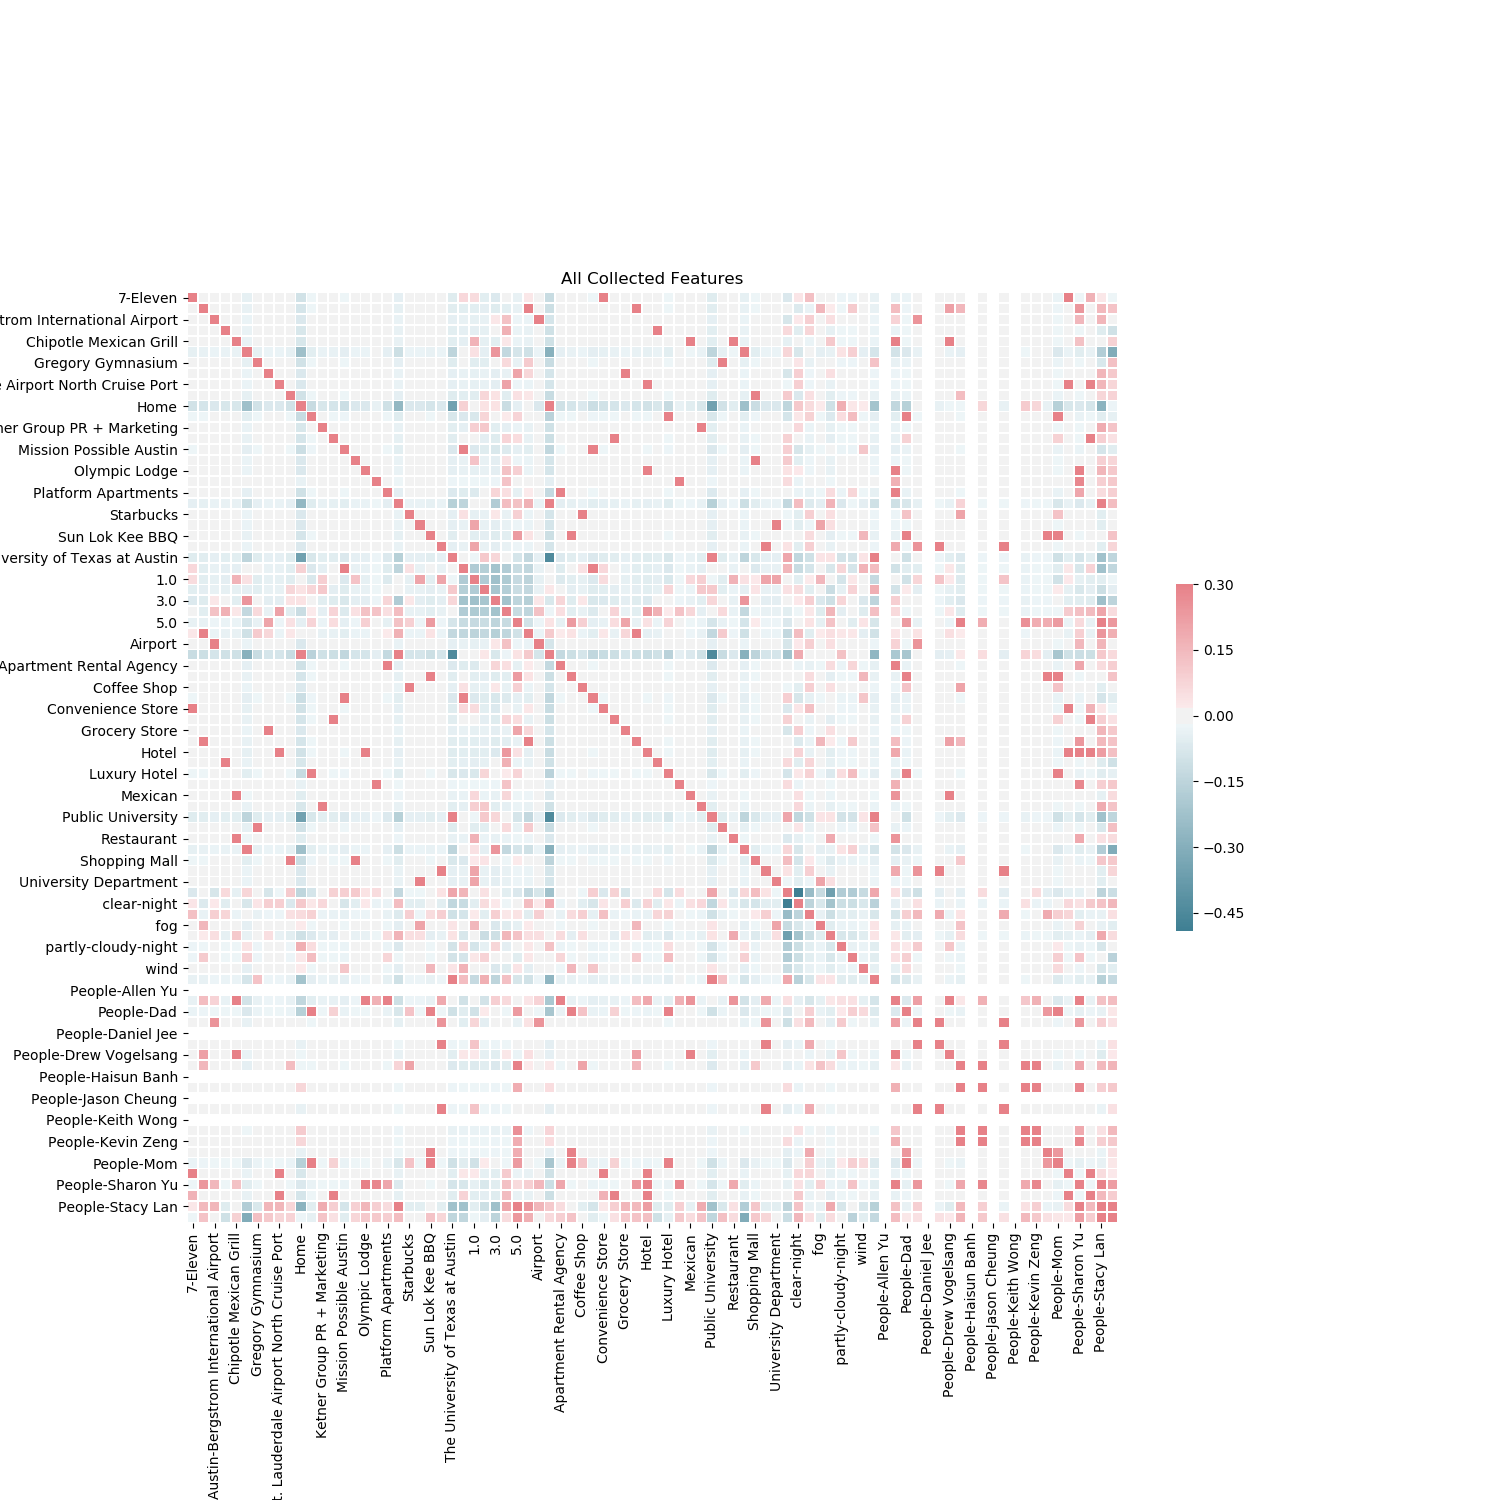 All Collected Features
7-Eleven
trom International Airport
Chipotle Mexican Grill
Gregory Gymnasium
Airport North Cruise Port
Home
ner Group PR + Marketing
Mission Possible Austin
Olympic Lodge
Platform Apartments
Starbucks
Sun Lok Kee BBQ
versity of Texas at Austin
1.0
3.0
5.0
Airport
Apartment Rental Agency
Coffee Shop
Convenience Store
Grocery Store
Hotel
Luxury Hotel
Mexican
Public University
Restaurant
Shopping Mall
University Department
clear-night
fog
partly-cloudy-night
wind
People-Allen Yu
People-Dad
People-Daniel Jee
People-Drew Vogelsang
People-Haisun Banh
People-Jason Cheung
People-Keith Wong
People-Kevin Zeng
People-Mom
People-Sharon Yu
People-Stacy Lan
7-Eleven
Austin-Bergstrom International Airport
Chipotle Mexican Grill
Gregory Gymnasium
t. Lauderdale Airport North Cruise Port
Home
Ketner Group PR + Marketing
Mission Possible Austin
Olympic Lodge
Platform Apartments
Starbucks
Sun Lok Kee BBQ
The University of Texas at Austin
1.0
3.0
5.0
Airport
Apartment Rental Agency
Coffee Shop
Convenience Store
Grocery Store
Hotel
Luxury Hotel
Mexican
Public University
Restaurant
Shopping Mall
University Department
clear-night
fog
partly-cloudy-night
wind
People-Allen Yu
People-Dad
People-Daniel Jee
People-Drew Vogelsang
People-Haisun Banh
People-Jason Cheung
People-Keith Wong
People-Kevin Zeng
People-Mom
People-Sharon Yu
People-Stacy Lan
0.30
0.15
0.00
−0.15
−0.30
−0.45